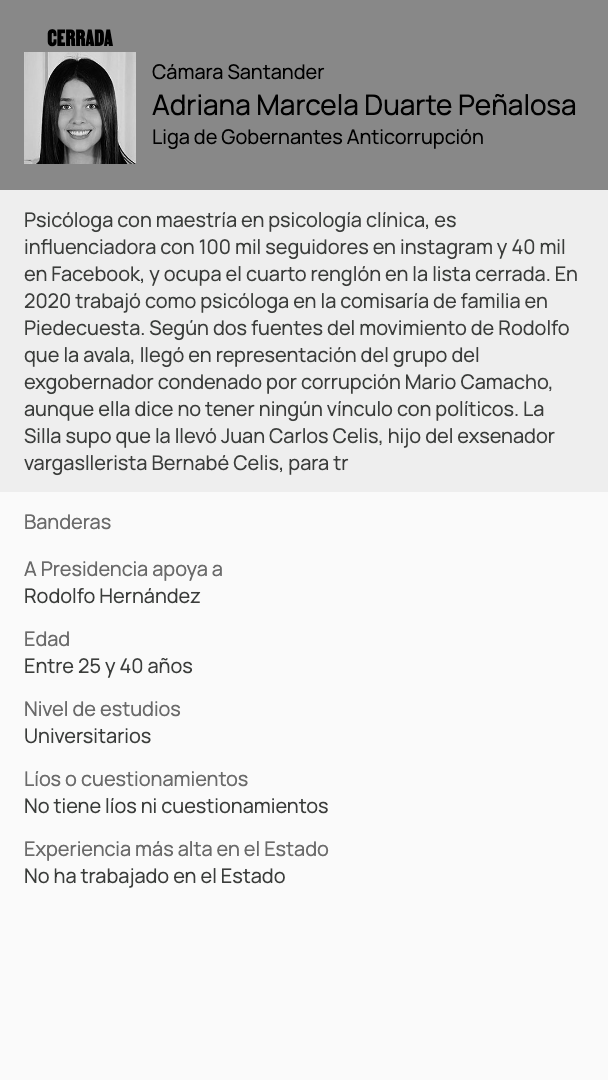 CERRADA
Cámara Santander
Adriana Marcela Duarte Peñalosa
Liga de Gobernantes Anticorrupción
Psicóloga con maestría en psicología clínica, es
influenciadora con 100 mil seguidores en instagram y 40 mil
en Facebook, y ocupa el cuarto renglón en la lista cerrada. En
2020 trabajó como psicóloga en la comisaría de familia en
Piedecuesta. Según dos fuentes del movimiento de Rodolfo
que la avala, llegó en representación del grupo del
exgobernador condenado por corrupción Mario Camacho,
aunque ella dice no tener ningún vínculo con políticos. La
Silla supo que la llevó Juan Carlos Celis, hijo del exsenador
vargasllerista Bernabé Celis, para tr
Banderas
A Presidencia apoya a
Rodolfo Hernández
Edad
Entre 25 y 40 años
Nivel de estudios
Universitarios
Líos o cuestionamientos
No tiene líos ni cuestionamientos
Experiencia más alta en el Estado
No ha trabajado en el Estado